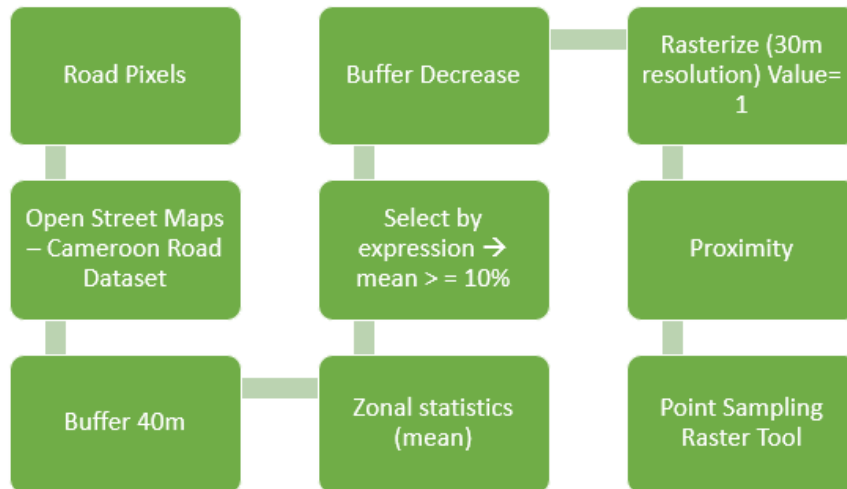 Road Pixels
Open Street Maps
– Cameroon Road
Dataset
Buffer 40m
Zonal statistics
(mean)
Select by
expression →
mean > = 10%
Buffer Decrease
Rasterize (30m
resolution) Value=
1
Proximity
Point Sampling
Raster Tool